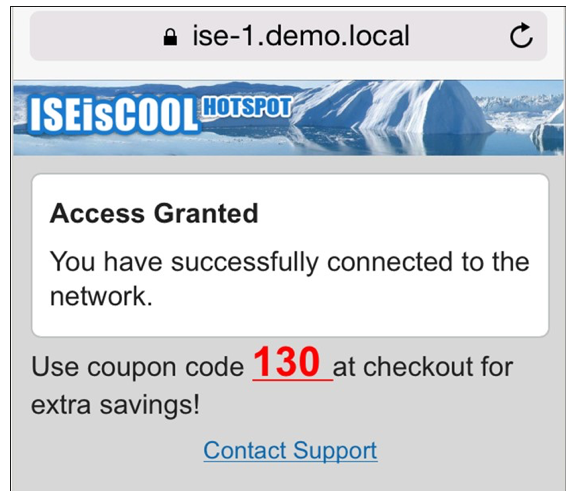 ise-1.demo.local
ISEisCOOL HOTSPOT
Access Granted
You have successfully connected to the
network.
Use coupon code 130 at checkout for
extra savings!
Contact Support